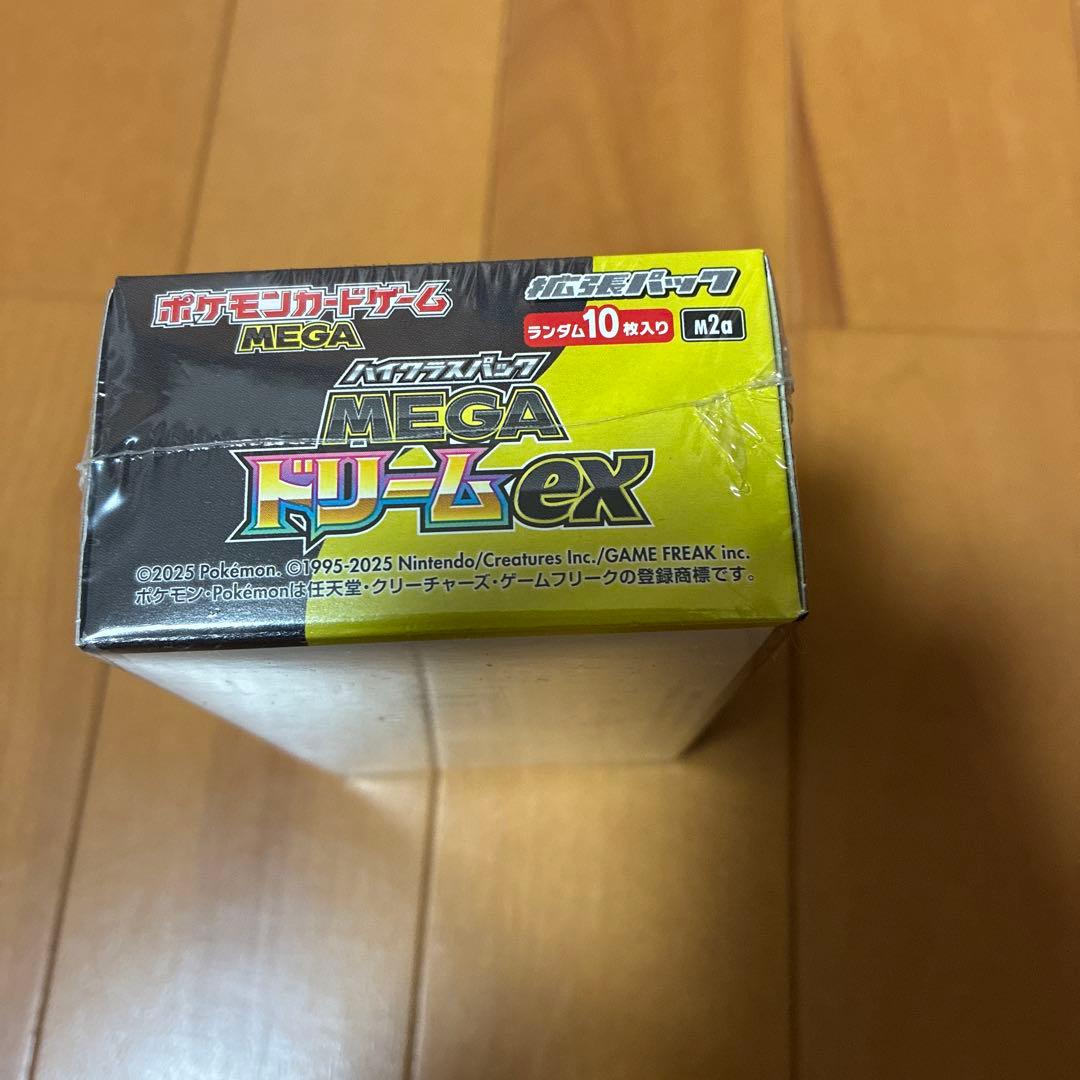 ポケモンカードゲーム
MEGA
拡張パック
ランダム10枚入り
M2a
ハイクラスパック
MEGA
ドリームex
©2025 Pokémon. ©1995-2025 Nintendo/Creatures Inc./GAME FREAK inc.
ポケモン・Pokémonは任天堂・クリーチャーズ・ゲームフリークの登録商標です。